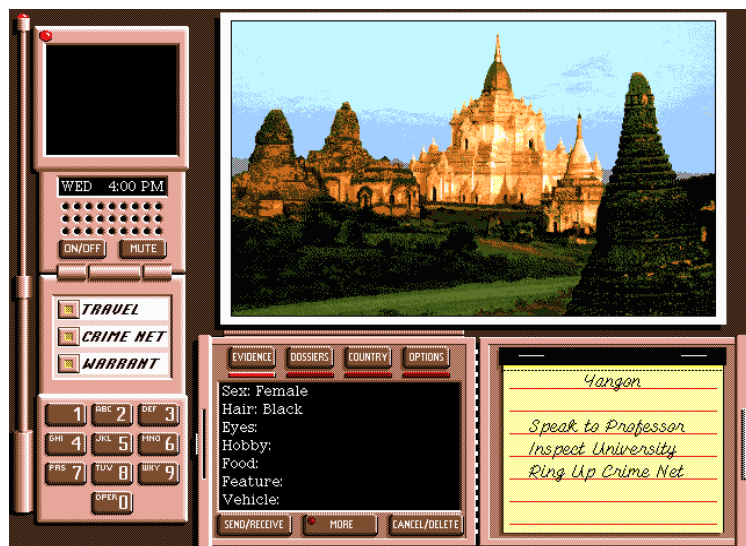 WED 4:00 PM
ON/OFF MUTE
TRAVEL
CRIME NET
WARRANT
1 ABC 2 DEF 3
GHI 4 JKL 5 MNO 6
PRS 7 TUV 8 WXY 9
OPER 0
EVIDENCE DOSSIERS COUNTRY OPTIONS
Sex: Female
Hair: Black
Eyes:
Hobby:
Food:
Feature:
Vehicle:
SEND/RECEIVE MORE CANCEL/DELETE
Yangon
Speak to Professor
Inspect University
Ring Up Crime Net